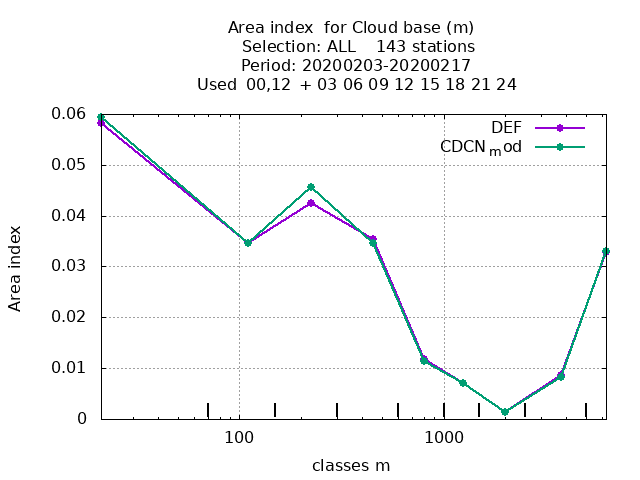 Area index  for Cloud base (m)
Selection: ALL    143 stations
Period: 20200203-20200217
Used  00,12  + 03 06 09 12 15 18 21 24
DEF
CDCN_mod
0.06
0.05
0.04
0.03
0.02
0.01
0
Area index
100 1000
classes m